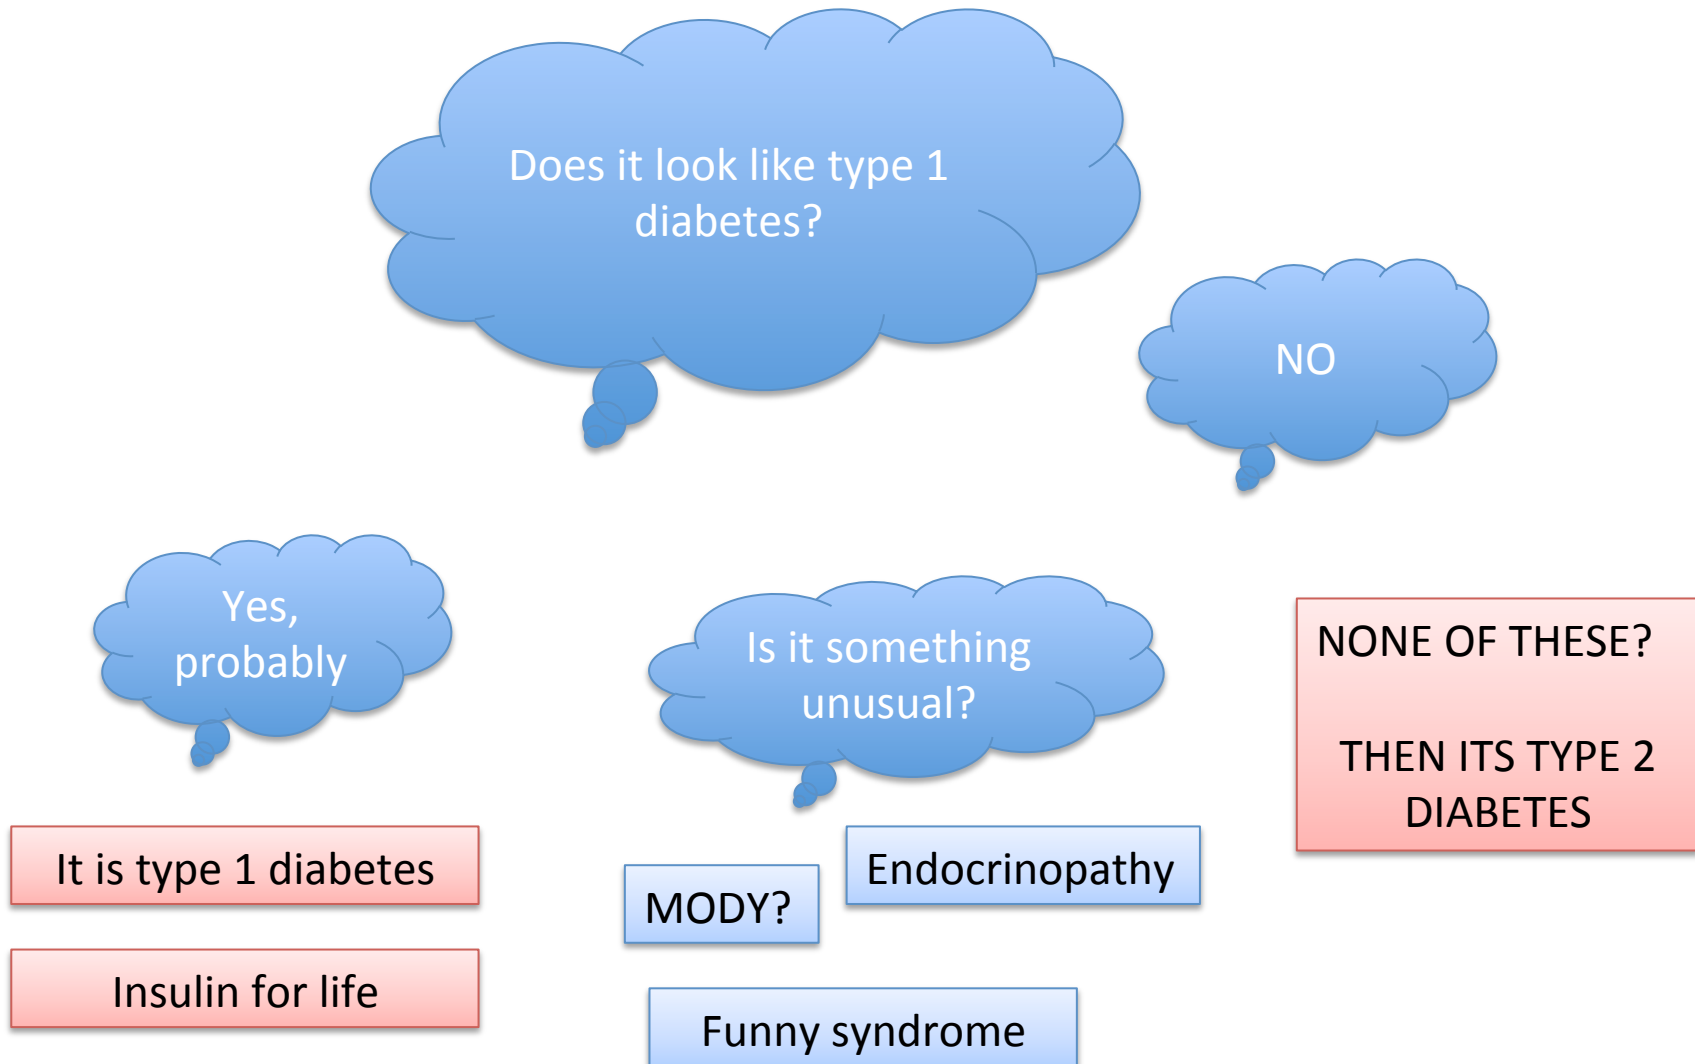 Does it look like type 1
diabetes?
NO
Yes,
probably
Is it something
unusual?
NONE OF THESE?
THEN ITS TYPE 2
DIABETES
It is type 1 diabetes
Endocrinopathy
MODY?
Insulin for life
Funny syndrome